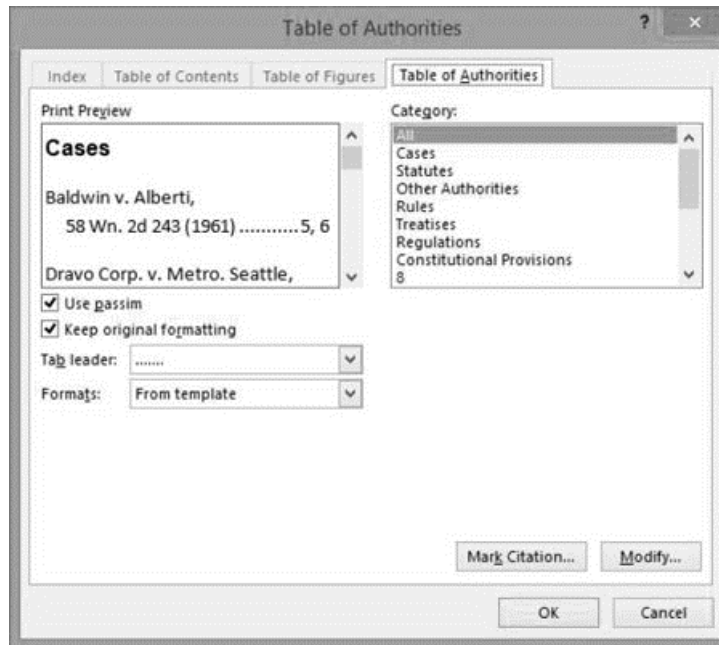 Table of Authorities
?
Index
Table of Contents
Table of Figures
Table of Authorities
Print Preview
Cases
Baldwin v. Alberti,
58 Wn. 2d 243 (1961) ...........5, 6
Dravo Corp. v. Metro. Seattle,
Use passim
Keep original formatting
Tab leader: .......
Formats: From template
Category:
All
Cases
Statutes
Other Authorities
Rules
Treatises
Regulations
Constitutional Provisions
8
Mark Citation...
Modify...
OK
Cancel